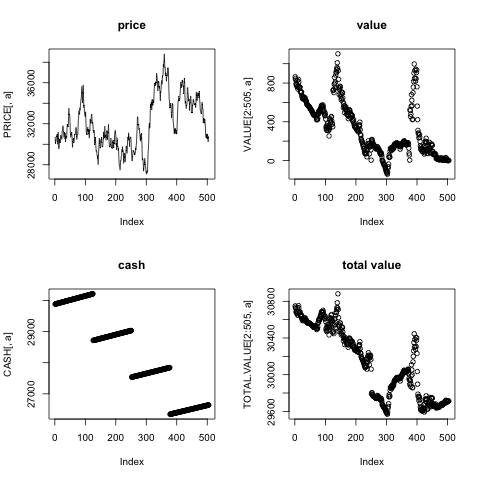 price
PRICE[, a]
28000 32000 36000
0 100 200 300 400 500
Index
value
VALUE[2:505, a]
0 200 400 800
0 100 200 300 400 500
Index
cash
CASH[, a]
27000 29000
0 100 200 300 400 500
Index
total value
TOTAL.VALUE[2:505, a]
29600 30000 30800
0 100 200 300 400 500
Index